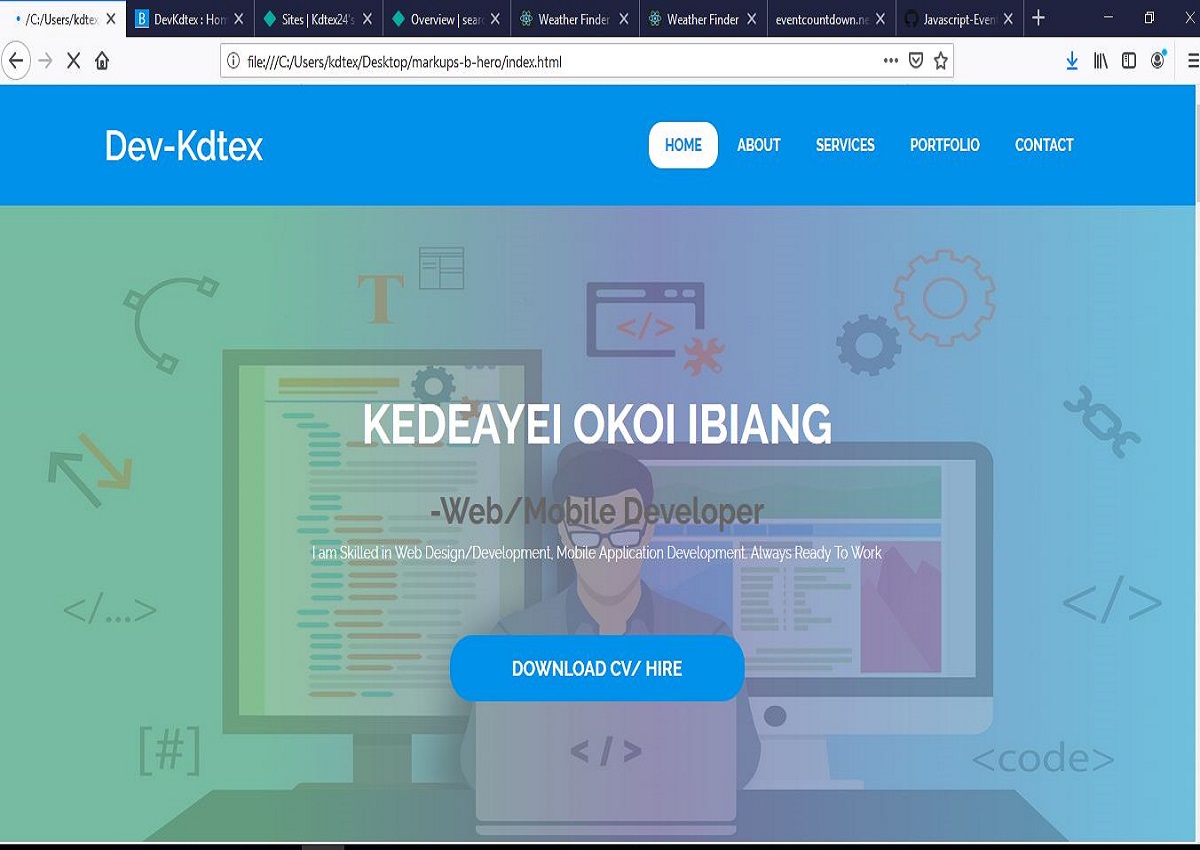 /C:/Users/kdtex
DevKdtex : Hom
Sites | Kdtex24's
Overview | searc
Weather Finder
Weather Finder
eventcountdown.ne
Javascript-Even
file:///C:/Users/kdtex/Desktop/markups-b-hero/index.html
Dev-Kdtex
HOME
ABOUT
SERVICES
PORTFOLIO
CONTACT
T
</>
KEDEAYEI OKOI IBIANG
-Web/Mobile Developer
I am Skilled in Web Design/Development, Mobile Application Development. Always Ready To Work
</...>
</>
DOWNLOAD CV/ HIRE
[#]
</>
<code>